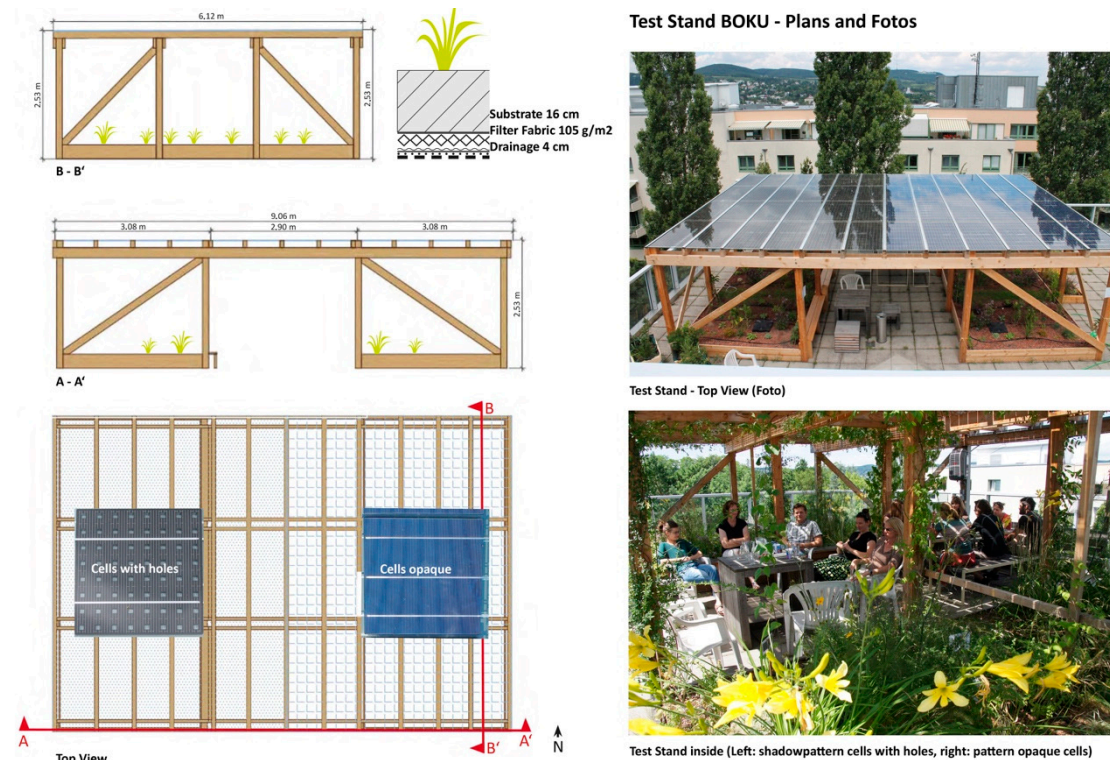 6,12 m
2,53 m
2,53 m
B - B‘
Substrate 16 cm
Filter Fabric 105 g/m2
Drainage 4 cm
9,06 m
3.08 m
2,90 m
3,08 m
2,53 m
A - A‘
B
Cells with holes
Cells opaque
A
B‘
A‘
N
Top View
Test Stand BOKU - Plans and Fotos
Test Stand - Top View (Foto)
Test Stand inside (Left: shadowpattern cells with holes, right: pattern opaque cells)